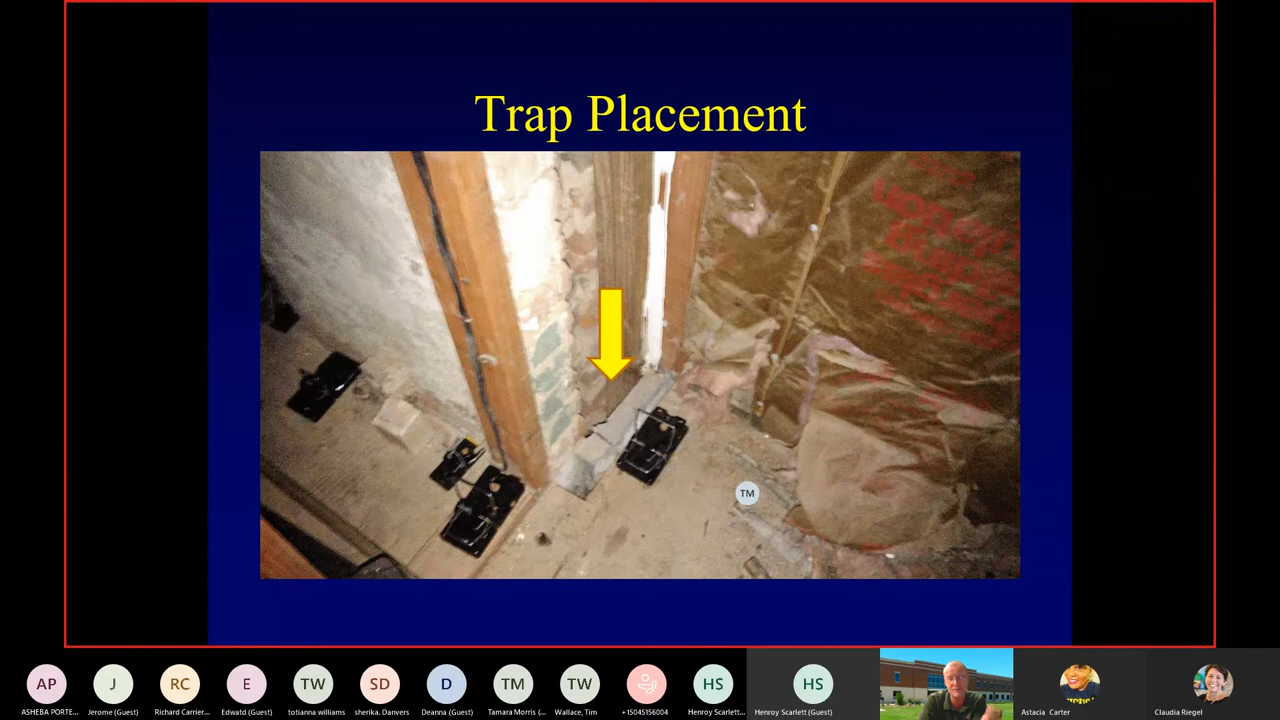 Trap Placement
TM
AP
J
RC
E
TW
SD
D
TM
TW
HS
HS
ASHEBA PORTE...
Jerome (Guest)
Richard Carrier...
Edwatd (Guest)
totianna williams
sherika. Danvers
Deanna (Guest)
Tamara Morris (...
Wallace, Tim
+15045156004
Henroy Scarlett...
Henroy Scarlett (Guest)
Astacia Carter
Claudia Riegel